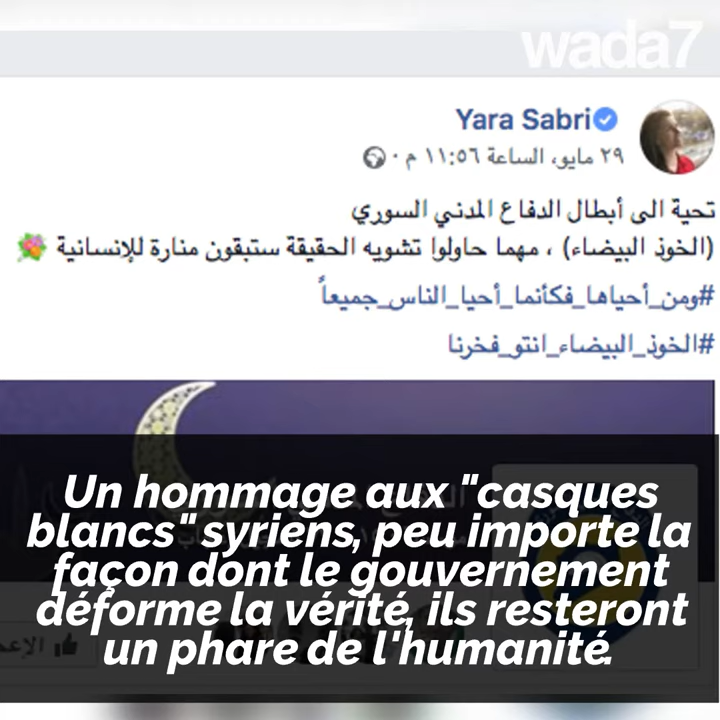 wada7
Yara Sabri
٢٩ مايو، الساعة ١١:٥٦ م ·
تحية الى أبطال الدفاع المدني السوري
(الخوذ البيضاء) ، مهما حاولوا تشويه الحقيقة ستبقون منارة للإنسانية 💐
#ومن_أحياها_فكأنما_أحيا_الناس_جميعاً
#الخوذ_البيضاء_انتو_فخرنا
Un hommage aux "casques
blancs" syriens, peu importe la
façon dont le gouvernement
déforme la vérité, ils resteront
un phare de l'humanité.